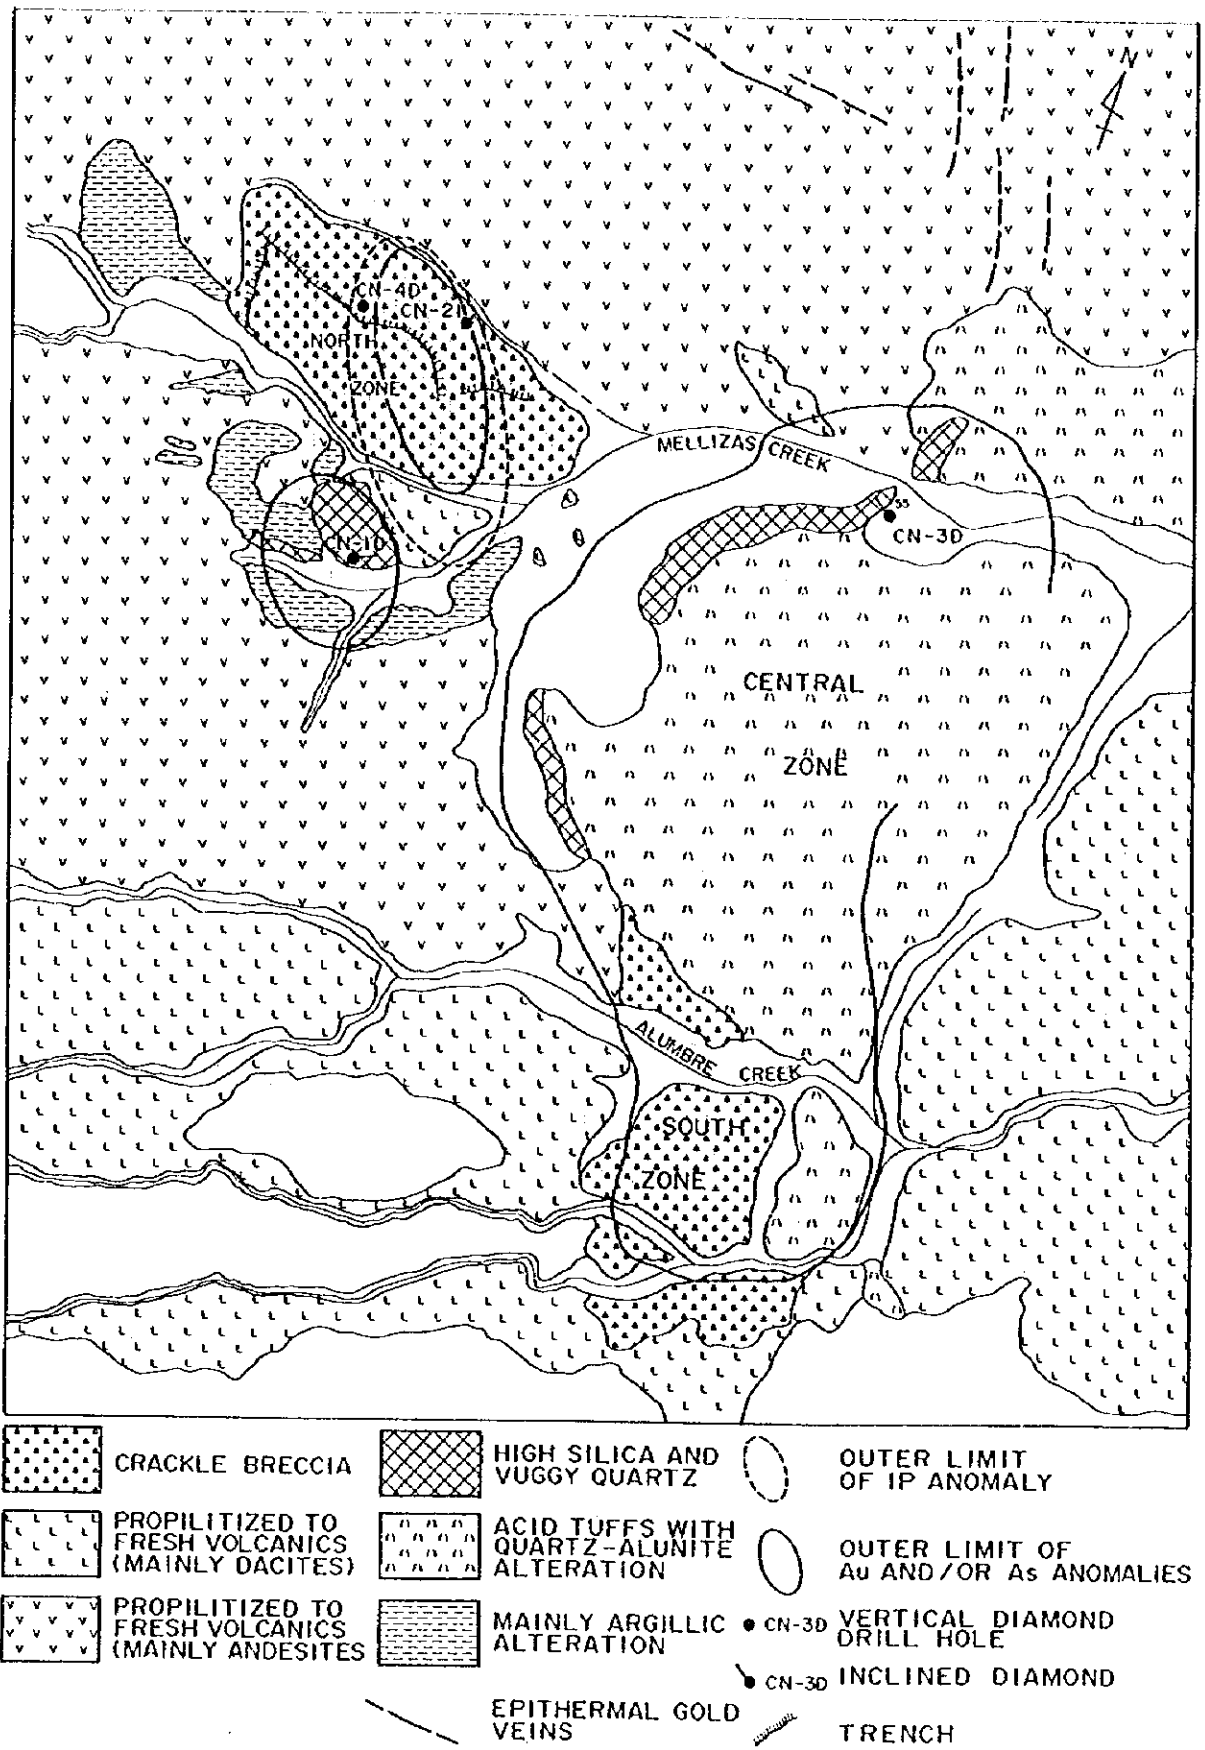 N
CN-4D
CN-21
NORTH
ZONE
MELLIZAS CREEK
55
CN-3D
CN-1D
CENTRAL
ZONE
ALUMBRE CREEK
SOUTH
ZONE
CRACKLE BRECCIA
HIGH SILICA AND
VUGGY QUARTZ
OUTER LIMIT
OF IP ANOMALY
PROPILITIZED TO
FRESH VOLCANICS
(MAINLY DACITES)
ACID TUFFS WITH
QUARTZ-ALUNITE
ALTERATION
OUTER LIMIT OF
Au AND/OR As ANOMALIES
PROPILITIZED TO
FRESH VOLCANICS
(MAINLY ANDESITES
MAINLY ARGILLIC
ALTERATION
CN-3D VERTICAL DIAMOND
DRILL HOLE
CN-3D INCLINED DIAMOND
EPITHERMAL GOLD
VEINS
TRENCH